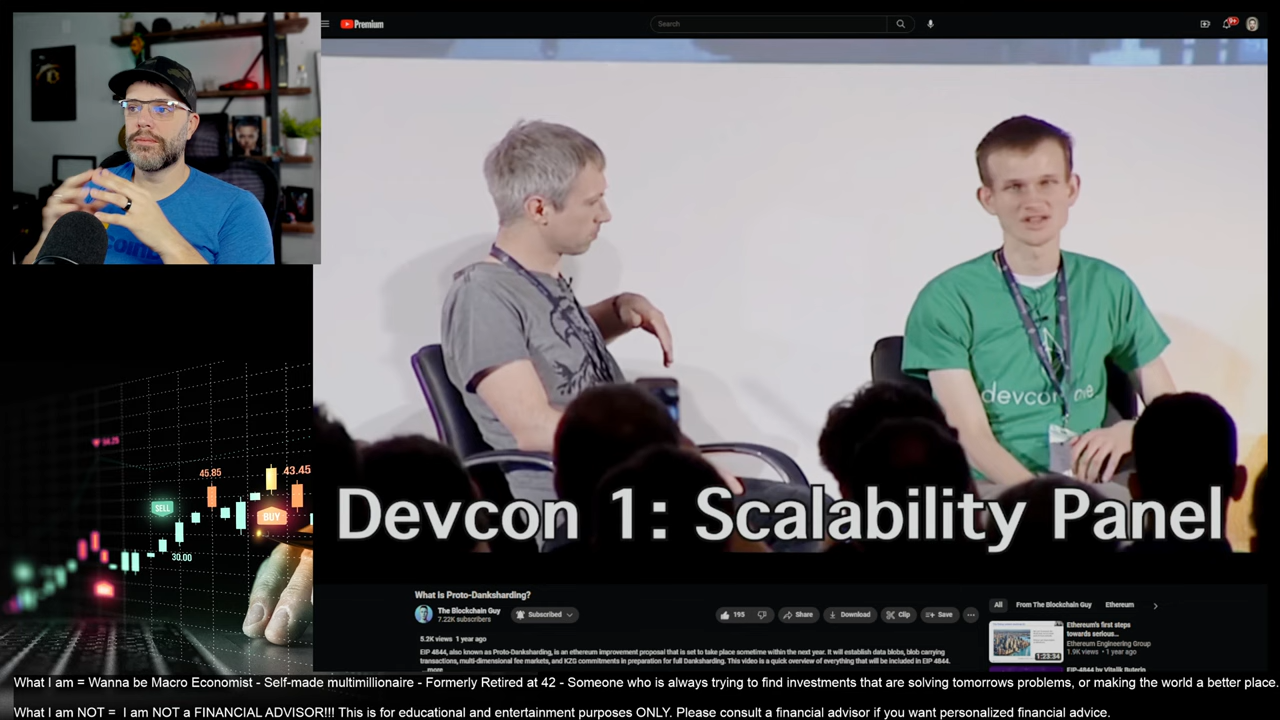 Premium
Search
9+
devcon one
Devcon 1: Scalability Panel
54.25
45.85
43.45
SELL
BUY
30.00
What is Proto-Danksharding?
The Blockchain Guy
7.22K subscribers
Subscribed
195
Share
Download
Clip
Save
5.2K views 1 year ago
EIP 4844, also known as Proto-Danksharding, is an ethereum improvement proposal that is set to take place sometime within the next year. It will establish data blobs, blob carrying
transactions, multi-dimensional fee markets, and KZG commitments in preparation for full Danksharding. This video is a quick overview of everything that will be included in EIP 4844.
...more
All
From The Blockchain Guy
Ethereum
Ethereum's first steps
towards serious...
Ethereum Engineering Group
1.9K views • 1 year ago
1:23:34
EIP-4844 by Vitalik Buterin
What I am = Wanna be Macro Economist - Self-made multimillionaire - Formerly Retired at 42 - Someone who is always trying to find investments that are solving tomorrows problems, or making the world a better place.
What I am NOT = I am NOT a FINANCIAL ADVISOR!!! This is for educational and entertainment purposes ONLY. Please consult a financial advisor if you want personalized financial advice.